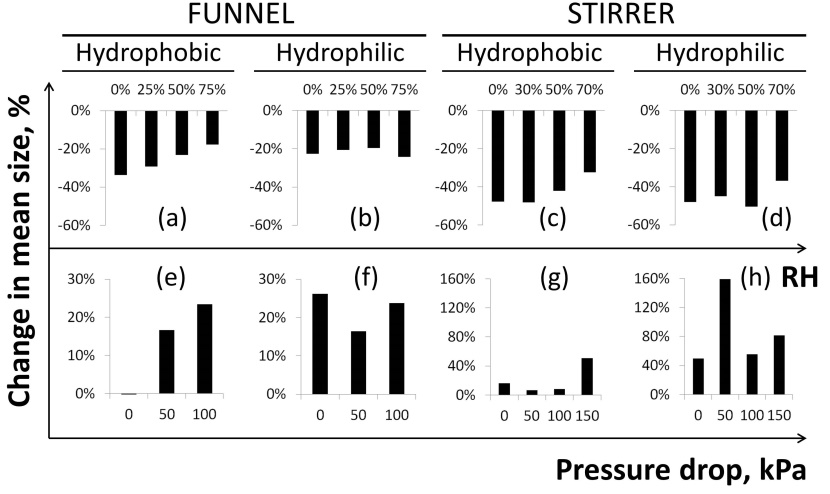 FUNNEL STIRRER
Hydrophobic Hydrophilic Hydrophobic Hydrophilic
0% 25% 50% 75% 0% 25% 50% 75% 0% 30% 50% 70% 0% 30% 50% 70%
0% 0% 0% 0%
-20% -20% -20% -20%
-40% -40% -40% -40%
-60% (a) -60% (b) -60% (c) -60% (d)
Change in mean size, %
30% (e) 30% (f) 160% (g) 160% (h) RH
20% 20% 120% 120%
10% 10% 80% 80%
40% 40%
0% 0% 0% 0%
0 50 100 0 50 100 0 50 100 150 0 50 100 150
Pressure drop, kPa